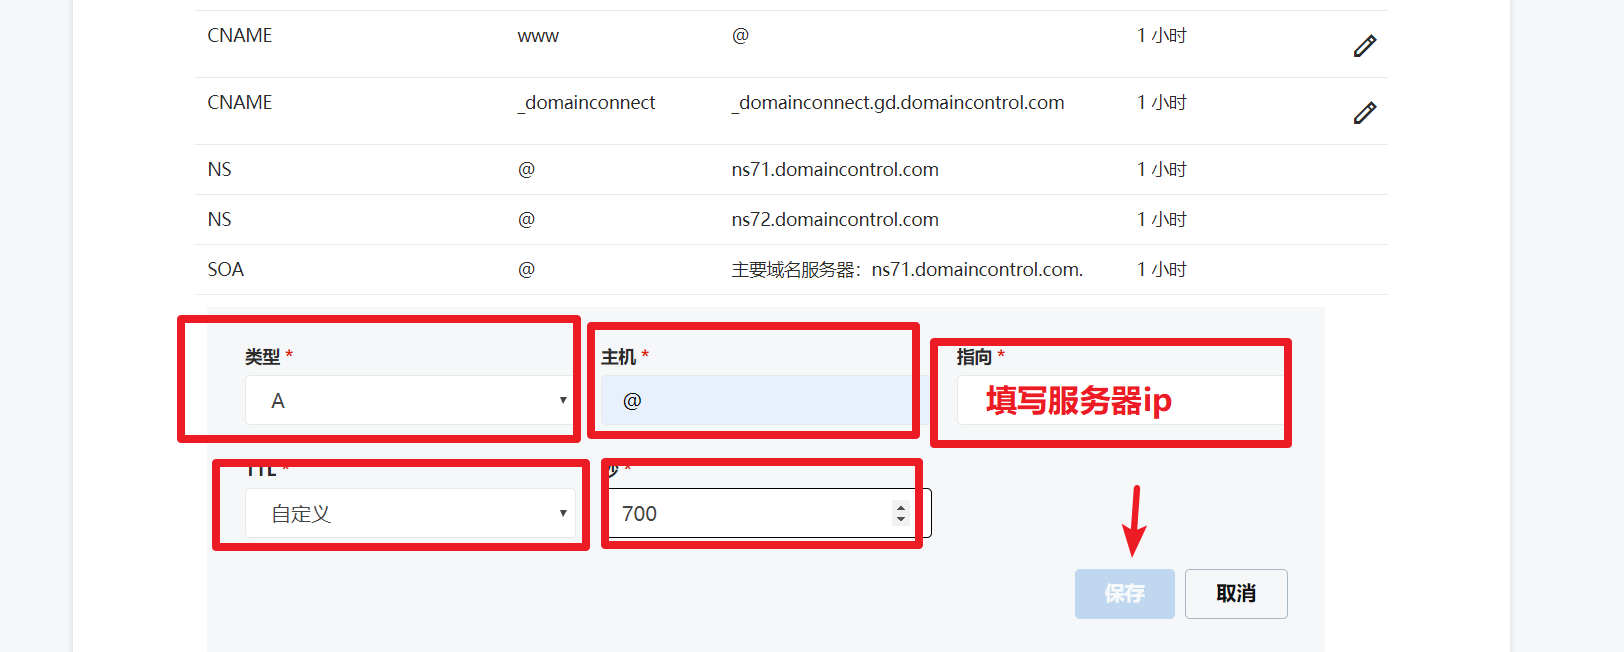 CNAME www @ 1 小时
CNAME _domainconnect _domainconnect.gd.domaincontrol.com 1 小时
NS @ ns71.domaincontrol.com 1 小时
NS @ ns72.domaincontrol.com 1 小时
SOA @ 主要域名服务器：ns71.domaincontrol.com. 1 小时
类型 * 主机 * 指向 *
A @ 填写服务器ip
TTL * 秒 *
自定义 700
保存 取消